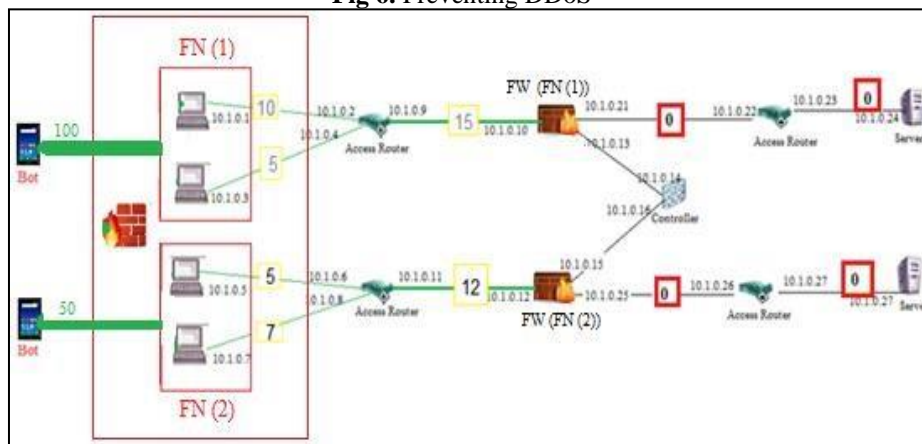 Fig 6. Preventing DDoS
FN (1)
FW (FN (1))
100
10
10.1.0.1
10.1.0.2
10.1.0.9
10.1.0.4
15
10.1.0.10
10.1.0.21
0
10.1.0.22
10.1.0.23
0
10.1.0.24
Server
Access Router
Access Router
Bot
5
10.1.0.3
10.1.0.13
10.1.0.14
10.1.0.16
Controller
10.1.0.15
50
5
10.1.0.5
10.1.0.6
10.1.0.8
10.1.0.11
12
10.1.0.12
10.1.0.25
0
10.1.0.26
10.1.0.27
0
10.1.0.27
Server
Access Router
Access Router
FW (FN (2))
Bot
7
10.1.0.7
FN (2)